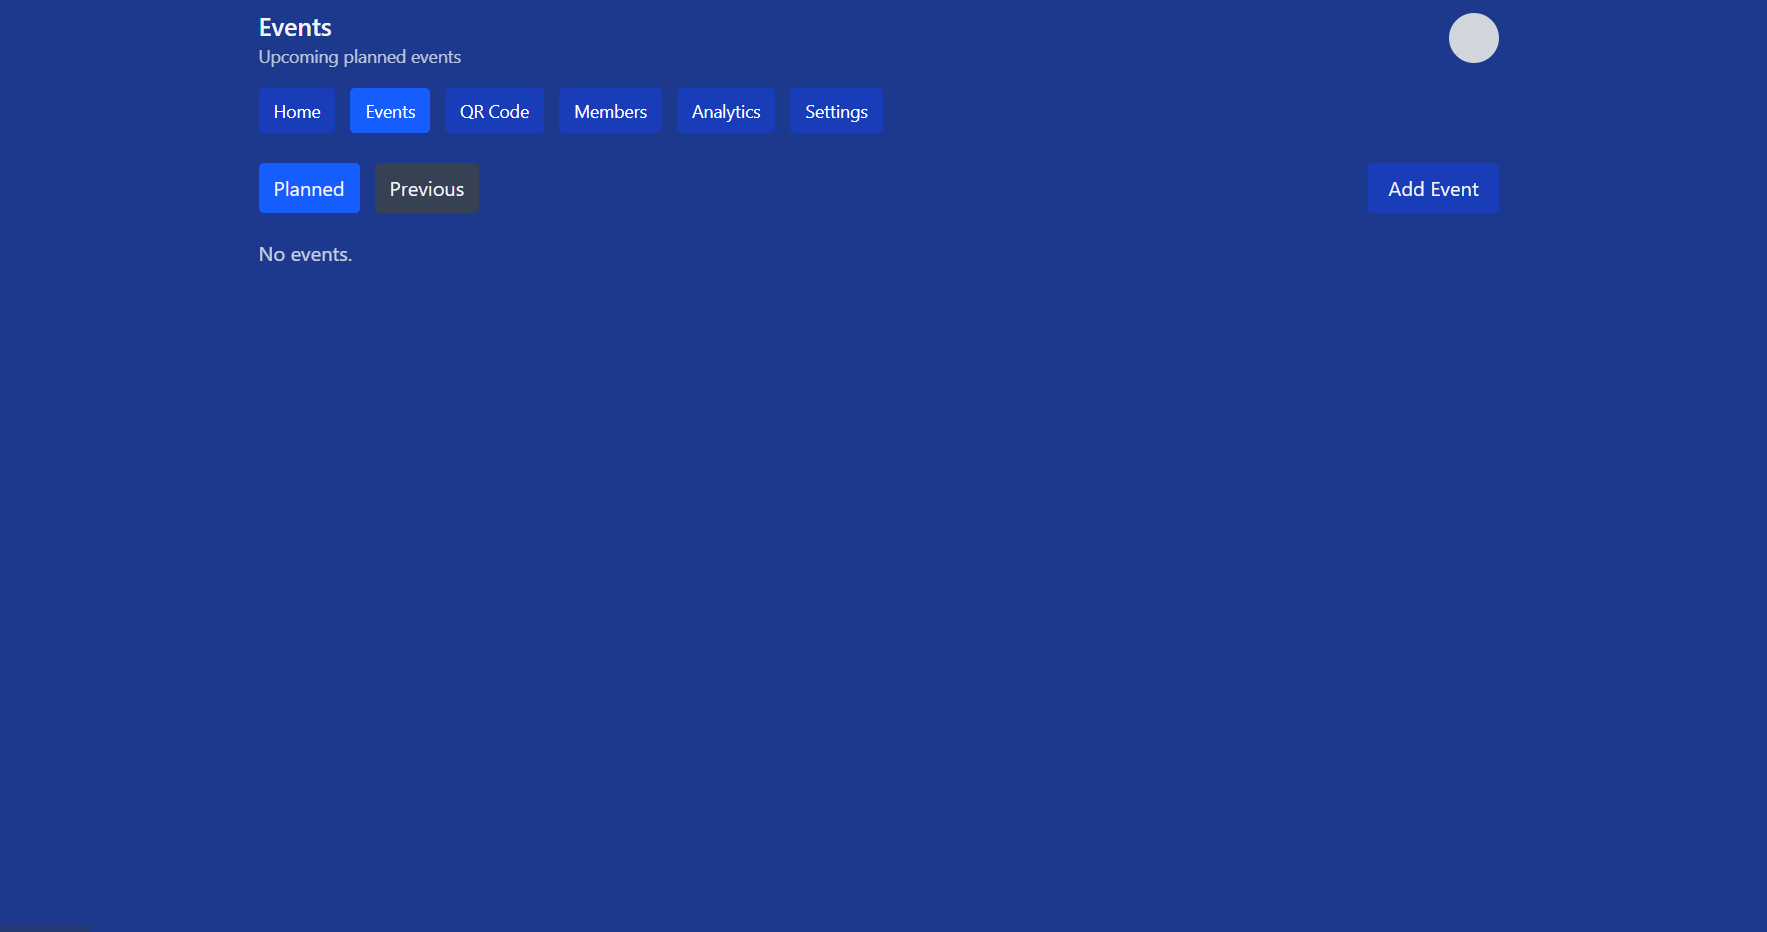 Events
Upcoming planned events
Home Events QR Code Members Analytics Settings
Planned Previous Add Event
No events.